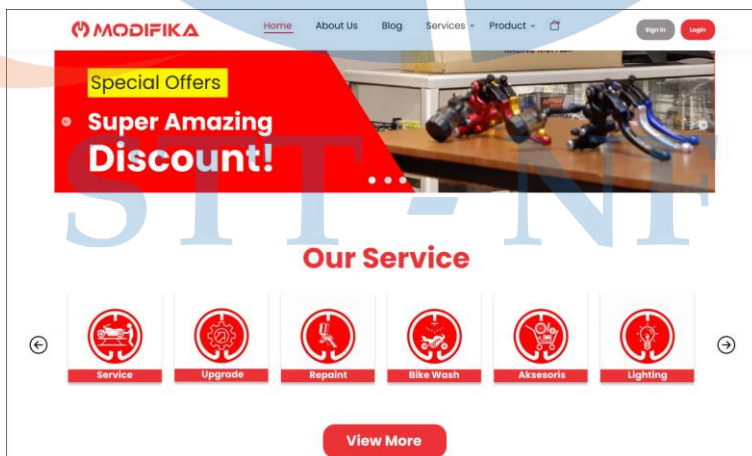 MODIFIKA
Home About Us Blog Services Product
Sign In Login
Special Offers
Super Amazing
Discount!
STT - NF
Our Service
Service Upgrade Repaint Bike Wash Aksesoris Lighting
View More